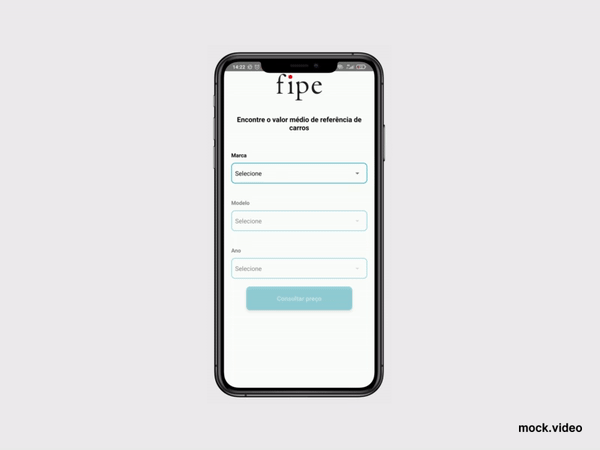 14:23
fipe
Encontre o valor médio de referência de
carros
Marca
Selecione
Modelo
Selecione
Ano
Selecione
Consultar preço
mock.video